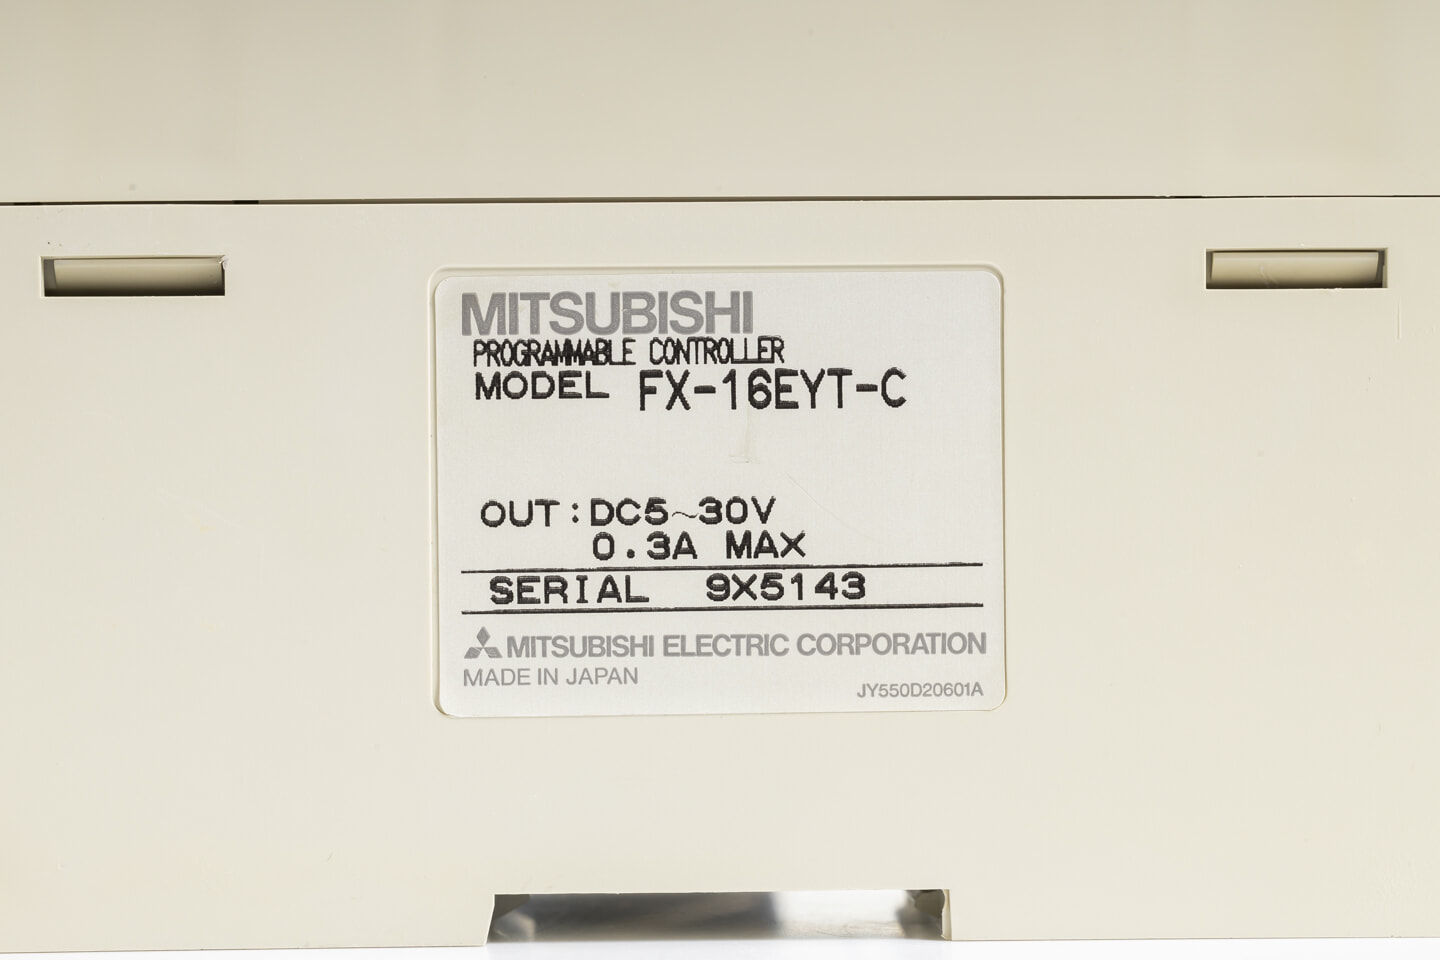 MITSUBISHI
PROGRAMMABLE CONTROLLER
MODEL FX-16EYT-C
OUT:DC5~30V
0.3A MAX
SERIAL 9X5143
MITSUBISHI ELECTRIC CORPORATION
MADE IN JAPAN
JY550D20601A